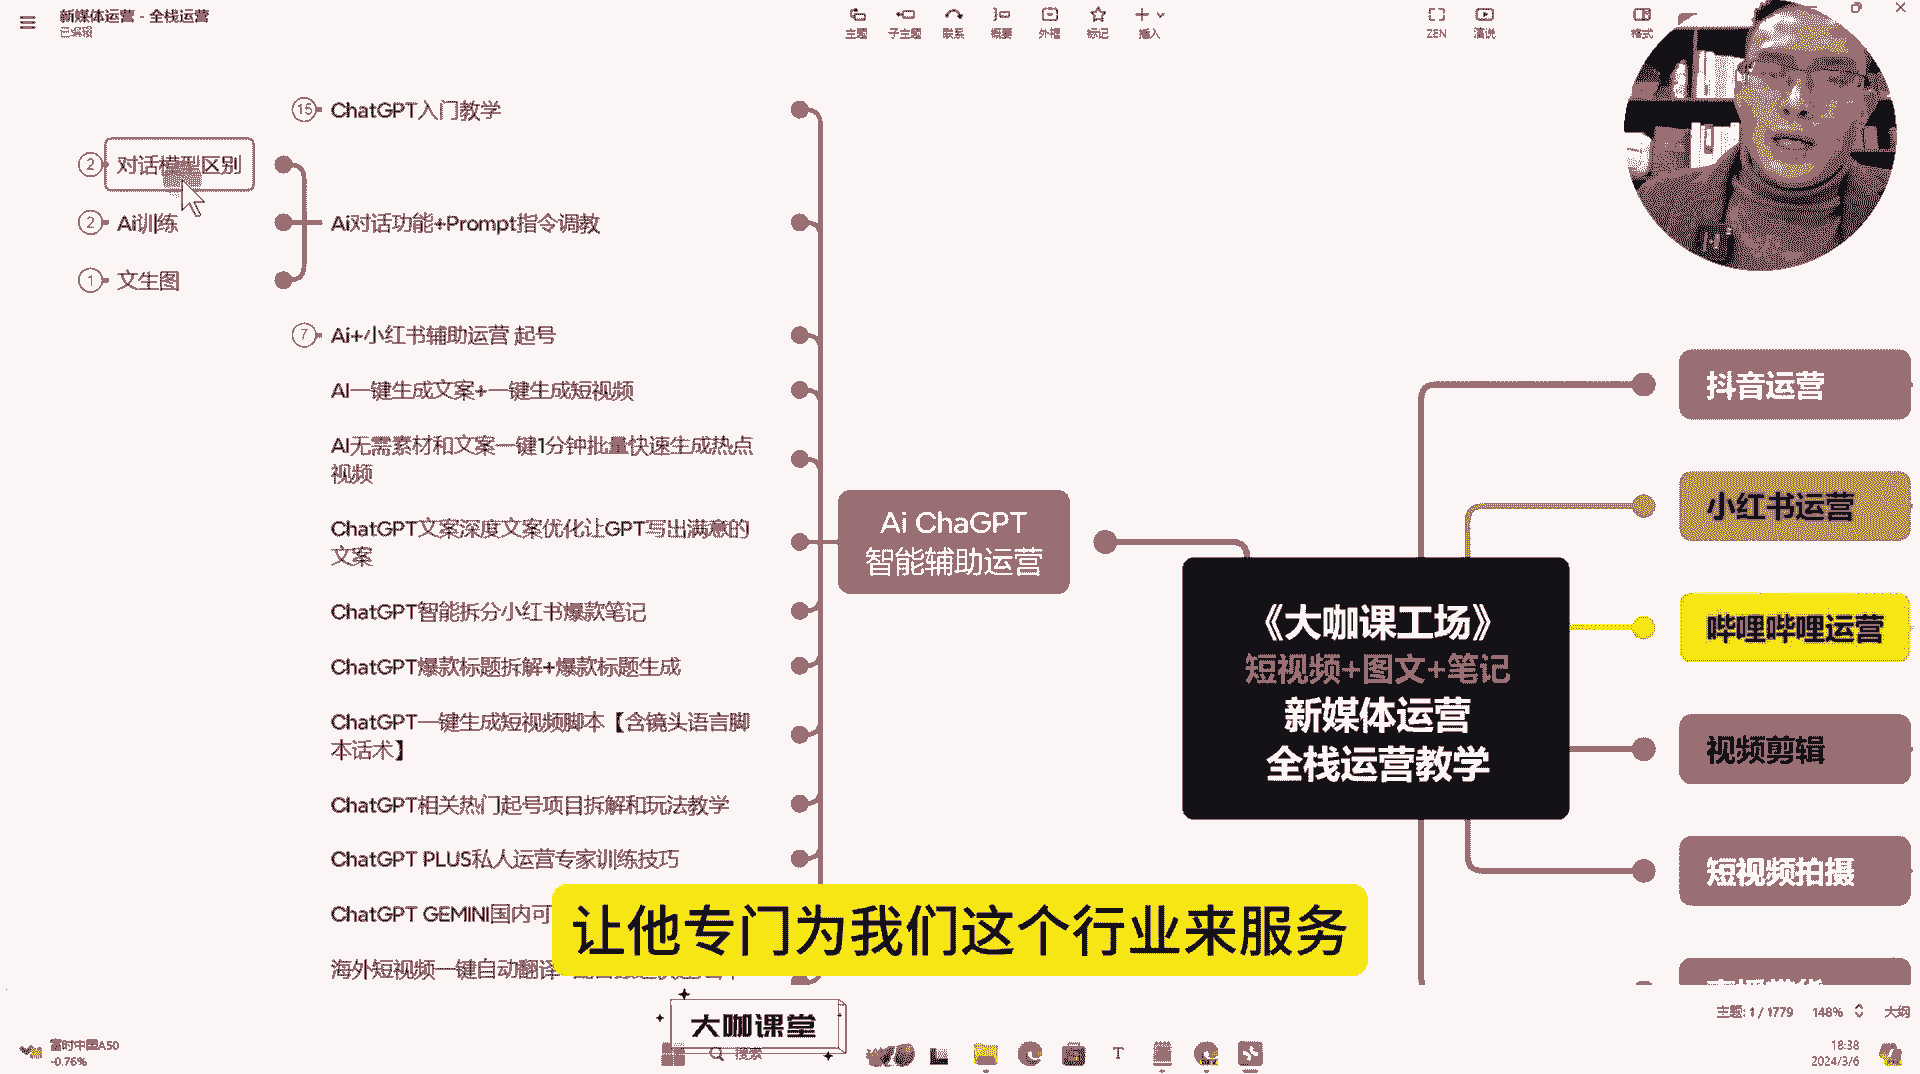 新媒体运营 - 全栈运营
已编辑
主题
子主题
联系
概要
外框
标记
插入
ZEN
演说
格式
15
ChatGPT入门教学
2
对话模型区别
2
Ai训练
1
文生图
Ai对话功能+Prompt指令调教
7
Ai+小红书辅助运营 起号
AI一键生成文案+一键生成短视频
AI无需素材和文案一键1分钟批量快速生成热点
视频
ChatGPT文案深度文案优化让GPT写出满意的
文案
ChatGPT智能拆分小红书爆款笔记
ChatGPT爆款标题拆解+爆款标题生成
ChatGPT一键生成短视频脚本【含镜头语言脚
本话术】
ChatGPT相关热门起号项目拆解和玩法教学
ChatGPT PLUS私人运营专家训练技巧
ChatGPT GEMINI国内可
海外短视频一键自动翻译
Ai ChaGPT
智能辅助运营
《大咖课工场》
短视频+图文+笔记
新媒体运营
全栈运营教学
抖音运营
小红书运营
哔哩哔哩运营
视频剪辑
短视频拍摄
让他专门为我们这个行业来服务
大咖课堂
主题: 1 / 1779
148%
大纲
富时中国A50
-0.76%
搜索
18:38
2024/3/6